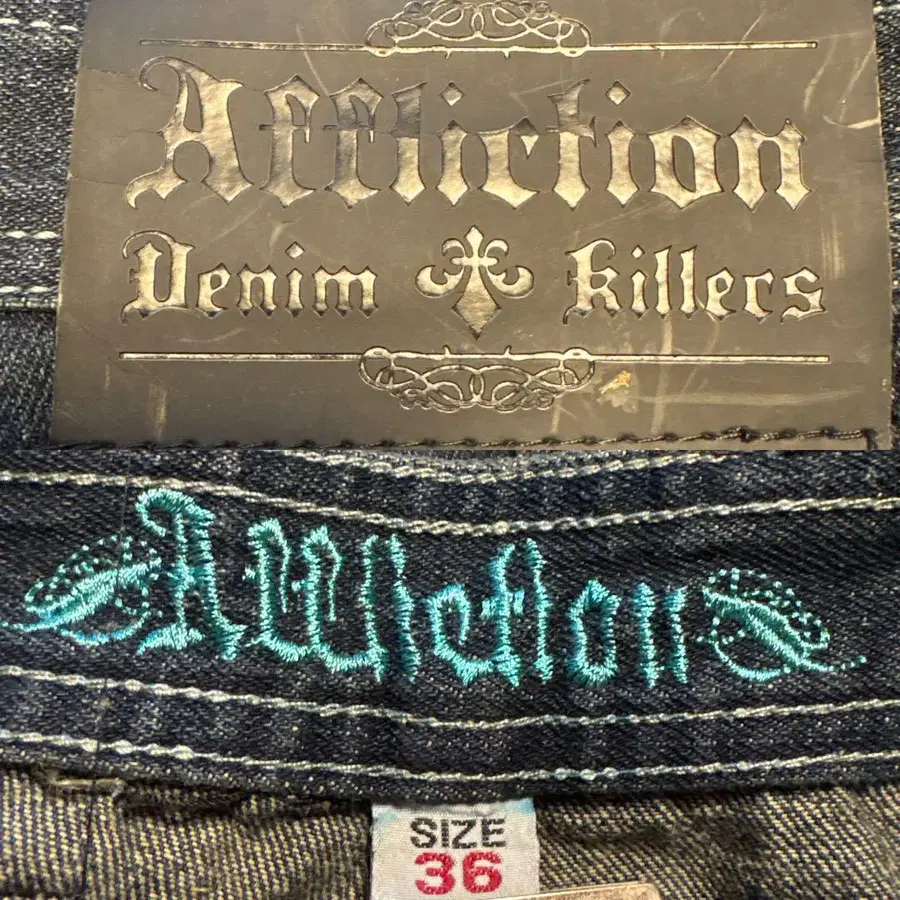 Affliction
Denim Killers
Affliction
SIZE
36